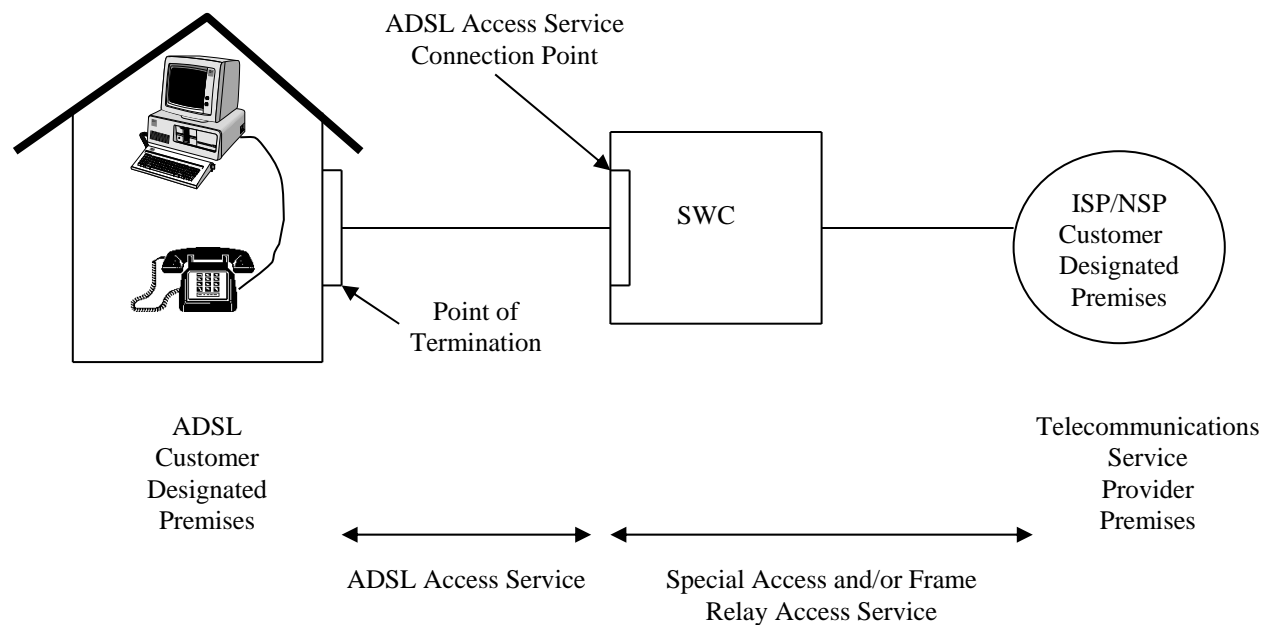 ADSL Access Service
Connection Point
SWC
ISP/NSP
Customer
Designated
Premises
Point of
Termination
ADSL
Customer
Designated
Premises
Telecommunications
Service
Provider
Premises
ADSL Access Service
Special Access and/or Frame
Relay Access Service